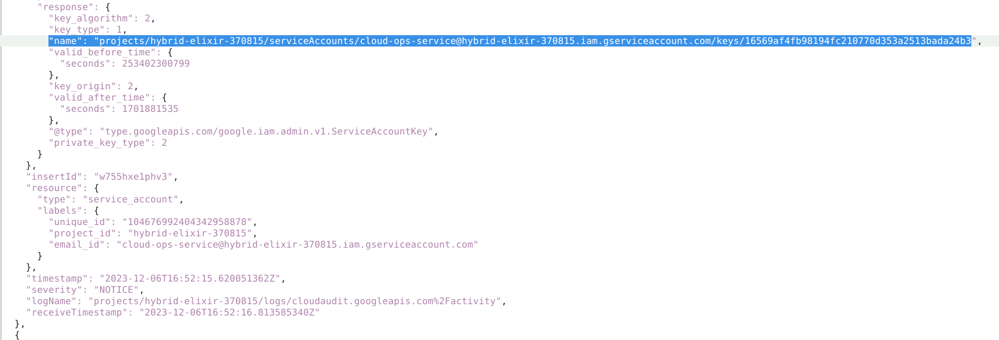 "response": {
"key_algorithm": 2,
"key_type": 1,
"name": "projects/hybrid-elixir-370815/serviceAccounts/cloud-ops-service@hybrid-elixir-370815.iam.gserviceaccount.com/keys/16569af4fb98194fc210770d353a2513bada24b3",
"valid_before_time": {
"seconds": 253402300799
},
"key_origin": 2,
"valid_after_time": {
"seconds": 1701881535
},
"@type": "type.googleapis.com/google.iam.admin.v1.ServiceAccountKey",
"private_key_type": 2
}
},
"insertId": "w755hxe1phv3",
"resource": {
"type": "service_account",
"labels": {
"unique_id": "104676992404342958878",
"project_id": "hybrid-elixir-370815",
"email_id": "cloud-ops-service@hybrid-elixir-370815.iam.gserviceaccount.com"
}
},
"timestamp": "2023-12-06T16:52:15.620051362Z",
"severity": "NOTICE",
"logName": "projects/hybrid-elixir-370815/logs/cloudaudit.googleapis.com%2Factivity",
"receiveTimestamp": "2023-12-06T16:52:16.813585340Z"
},
{